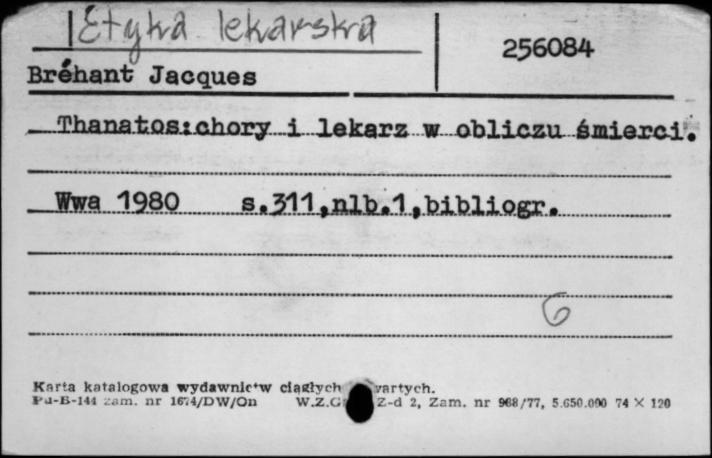 Etyka lekarska
256084
Bréhant Jacques
Thanatos:chory i lekarz w obliczu śmierci.
Wwa 1980 s.311,nlb.1,bibliogr.
6
Karta katalogowa wydawnictw ciągłych
Pu-B-144 zam. nr 1674/DW/On W.Z.G Z-d 2, Zam. nr 968/77, 5.650.000 74 × 120